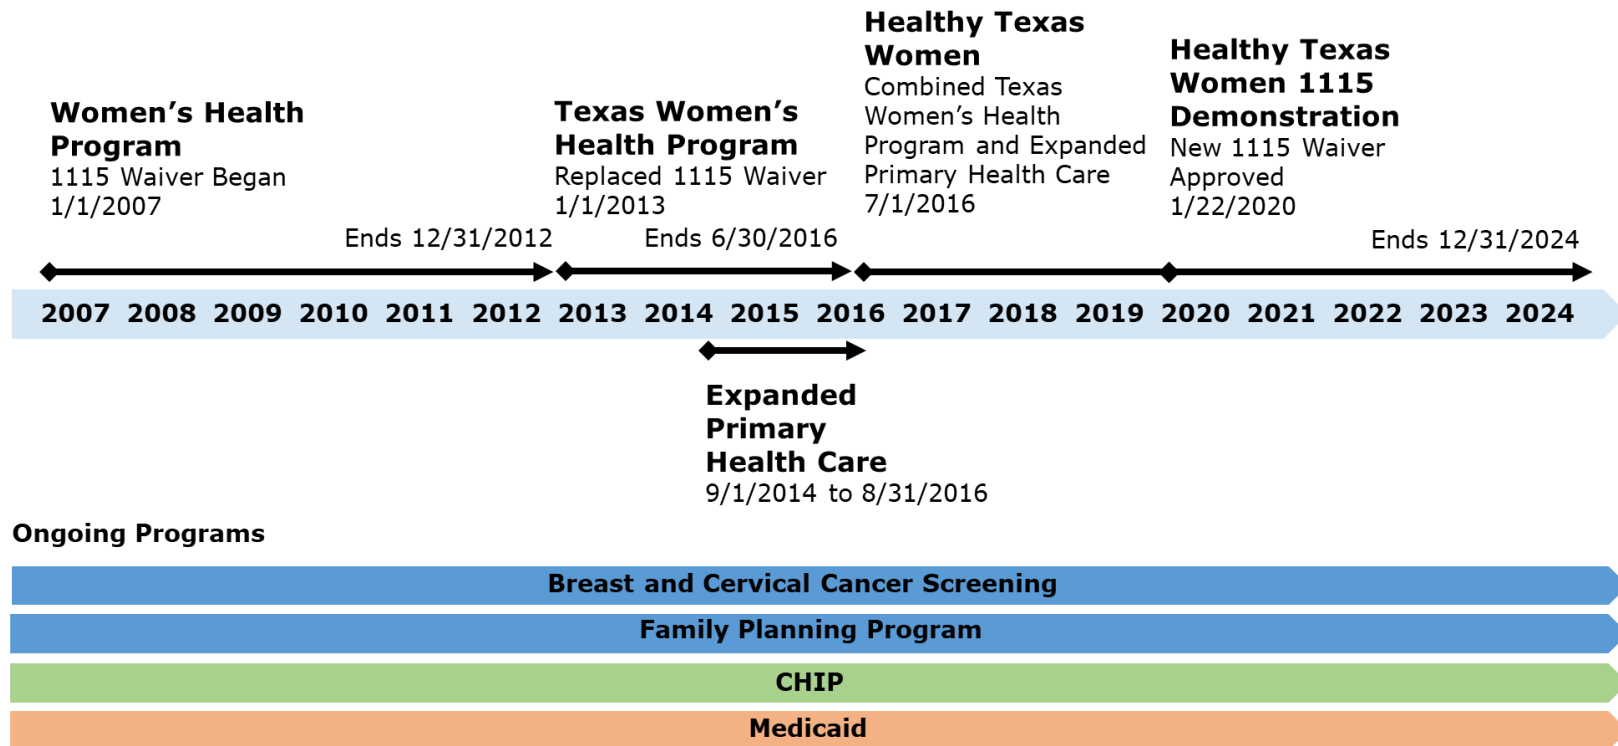 Women's Health
Program
1115 Waiver Began
1/1/2007
Ends 12/31/2012
Texas Women's
Health Program
Replaced 1115 Waiver
1/1/2013
Ends 6/30/2016
Healthy Texas
Women
Combined Texas
Women's Health
Program and Expanded
Primary Health Care
7/1/2016
Healthy Texas
Women 1115
Demonstration
New 1115 Waiver
Approved
1/22/2020
Ends 12/31/2024
2007 2008 2009 2010 2011 2012 2013 2014 2015 2016 2017 2018 2019 2020 2021 2022 2023 2024
Expanded
Primary
Health Care
9/1/2014 to 8/31/2016
Ongoing Programs
Breast and Cervical Cancer Screening
Family Planning Program
CHIP
Medicaid